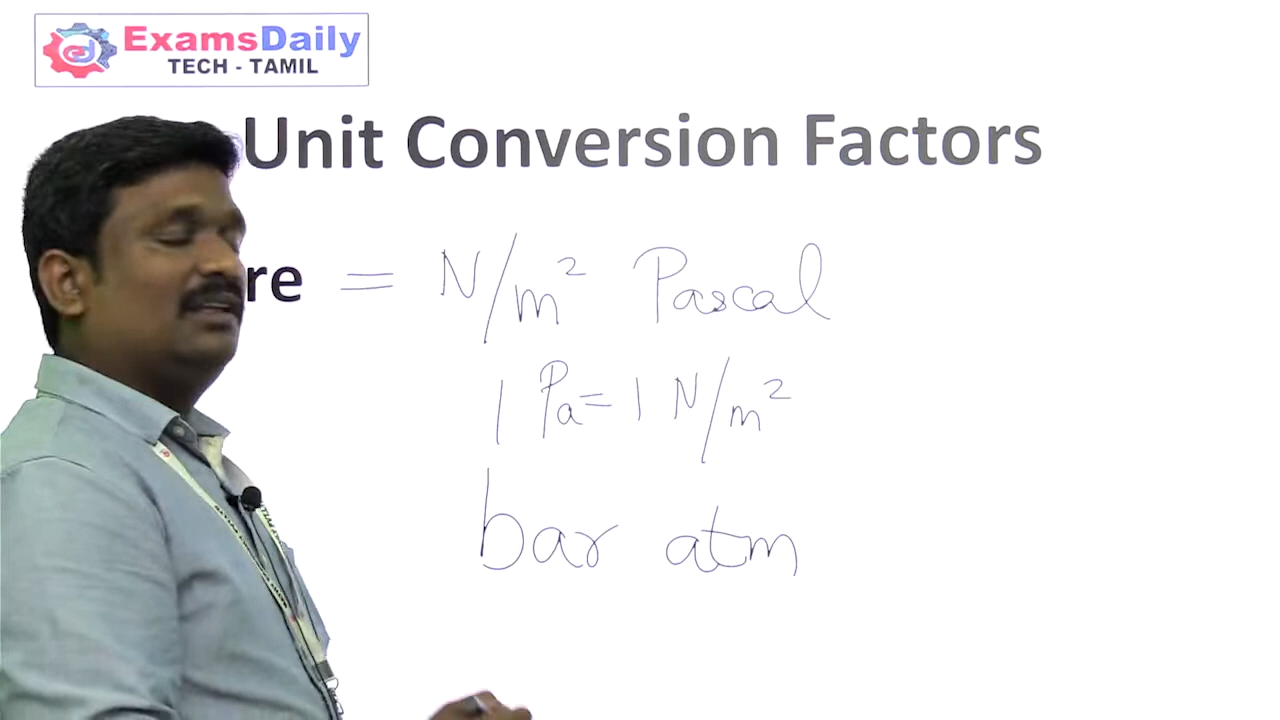 ExamsDaily
TECH - TAMIL
Unit Conversion Factors
re = N/m² Pascal
1 Pa = 1 N/m²
bar atm